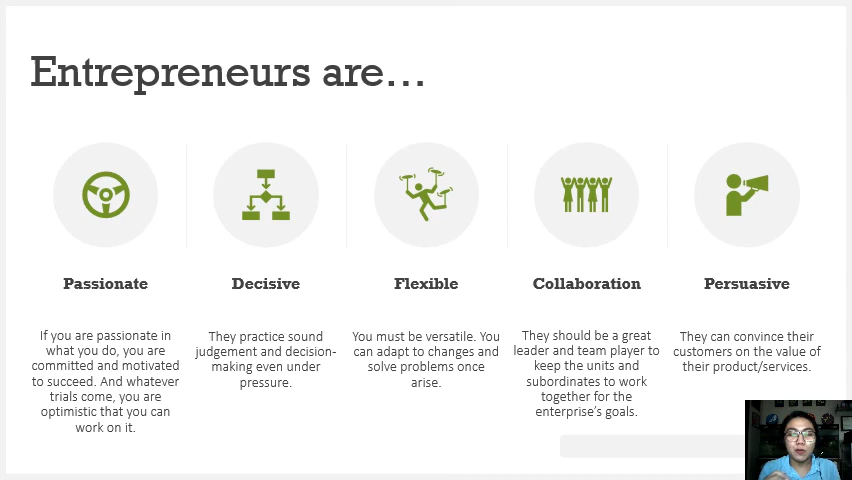 Entrepreneurs are...
Passionate
If you are passionate in
what you do, you are
committed and motivated
to succeed. And whatever
trials come, you are
optimistic that you can
work on it.
Decisive
They practice sound
judgement and decision-
making even under
pressure.
Flexible
You must be versatile. You
can adapt to changes and
solve problems once
arise.
Collaboration
They should be a great
leader and team player to
keep the units and
subordinates to work
together for the
enterprise’s goals.
Persuasive
They can convince their
customers on the value of
their product/services.